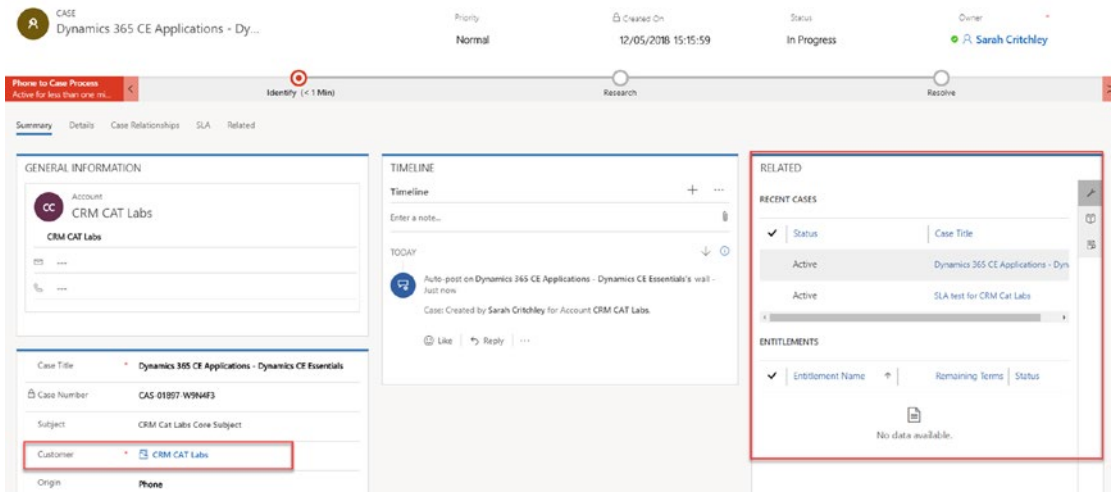 CASE
Dynamics 365 CE Applications - Dy...
Priority
Normal
Created On
12/05/2018 15:15:59
Status
In Progress
Owner *
Sarah Critchley
Phone to Case Process
Active for less than one mi...
<
Identify (< 1 Min)
Research
Resolve
Summary Details Case Relationships SLA Related
GENERAL INFORMATION
CC
Account
CRM CAT Labs
CRM CAT Labs
---
---
Case Title * Dynamics 365 CE Applications - Dynamics CE Essentials
Case Number CAS-01897-W9N4F3
Subject CRM Cat Labs Core Subject
Customer * CRM CAT Labs
Origin Phone
TIMELINE
Timeline
Enter a note...
TODAY
Auto-post on Dynamics 365 CE Applications - Dynamics CE Essentials's wall -
Just now
Case: Created by Sarah Critchley for Account CRM CAT Labs.
Like Reply ...
RELATED
RECENT CASES
Status Case Title
Active Dynamics 365 CE Applications - Dyn
Active SLA test for CRM Cat Labs
ENTITLEMENTS
Entitlement Name Remaining Terms Status
No data available.